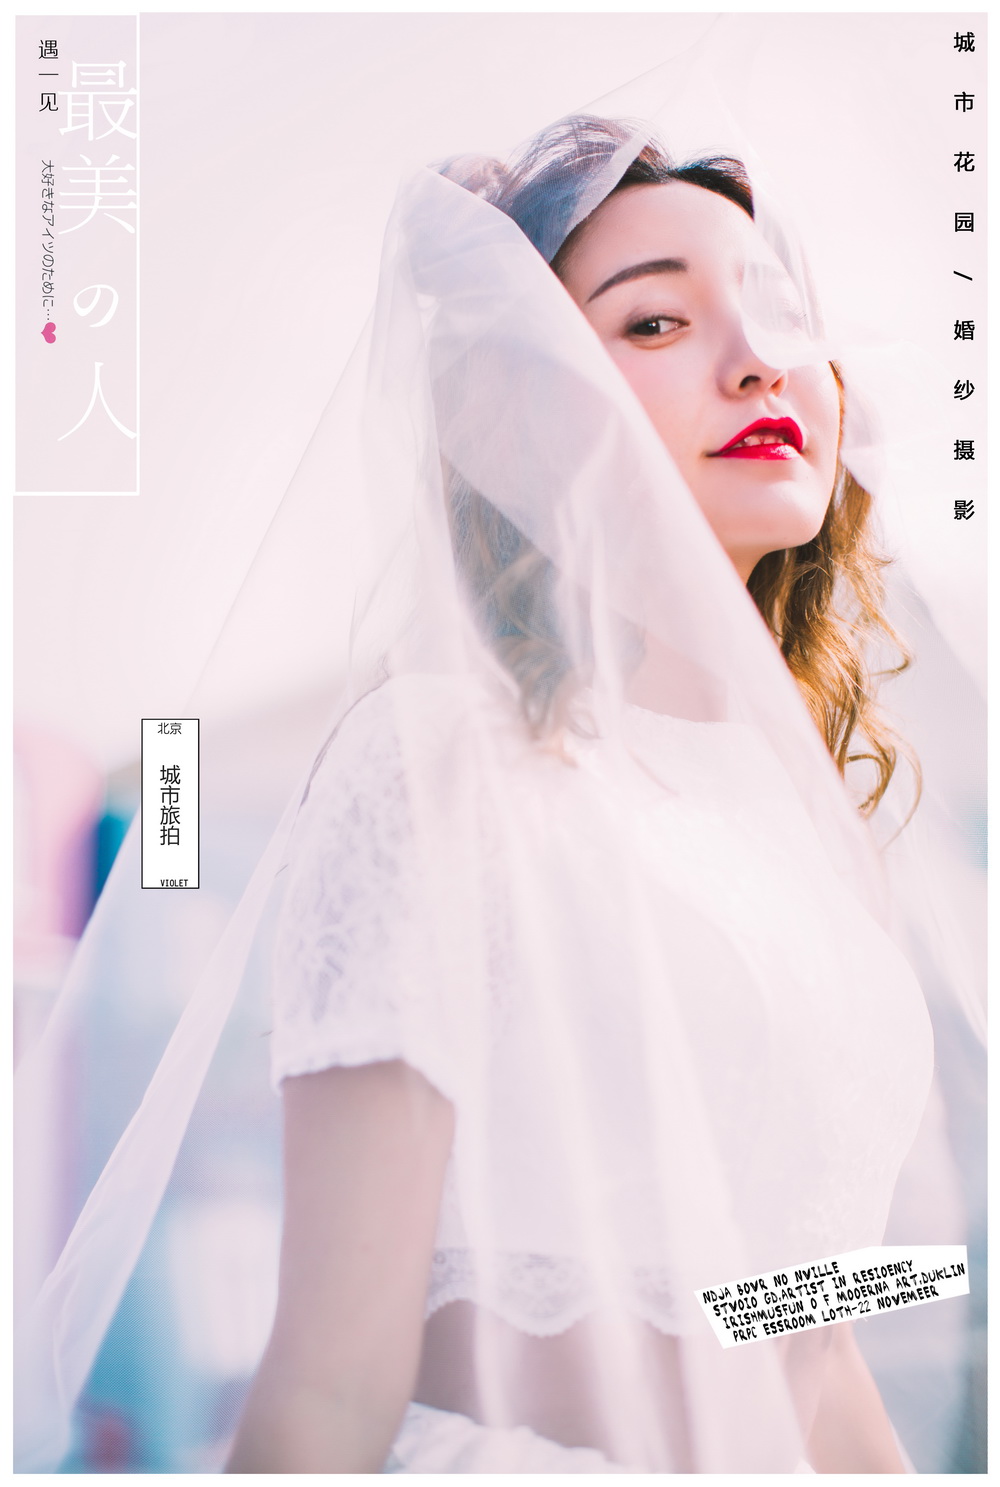 遇一见
最美の人
大好きなアイツのために…
城市花园/婚纱摄影
北京
城市旅拍
VIOLET
NDJA BOVR NO NVILLE
STVOIO GD,ARTIST IN RESIOENCY
IRISHMUSFUN O F MOOERNA ART,DUKLIN
PRPC ESSROOM LOTH-22 NOVEMEER